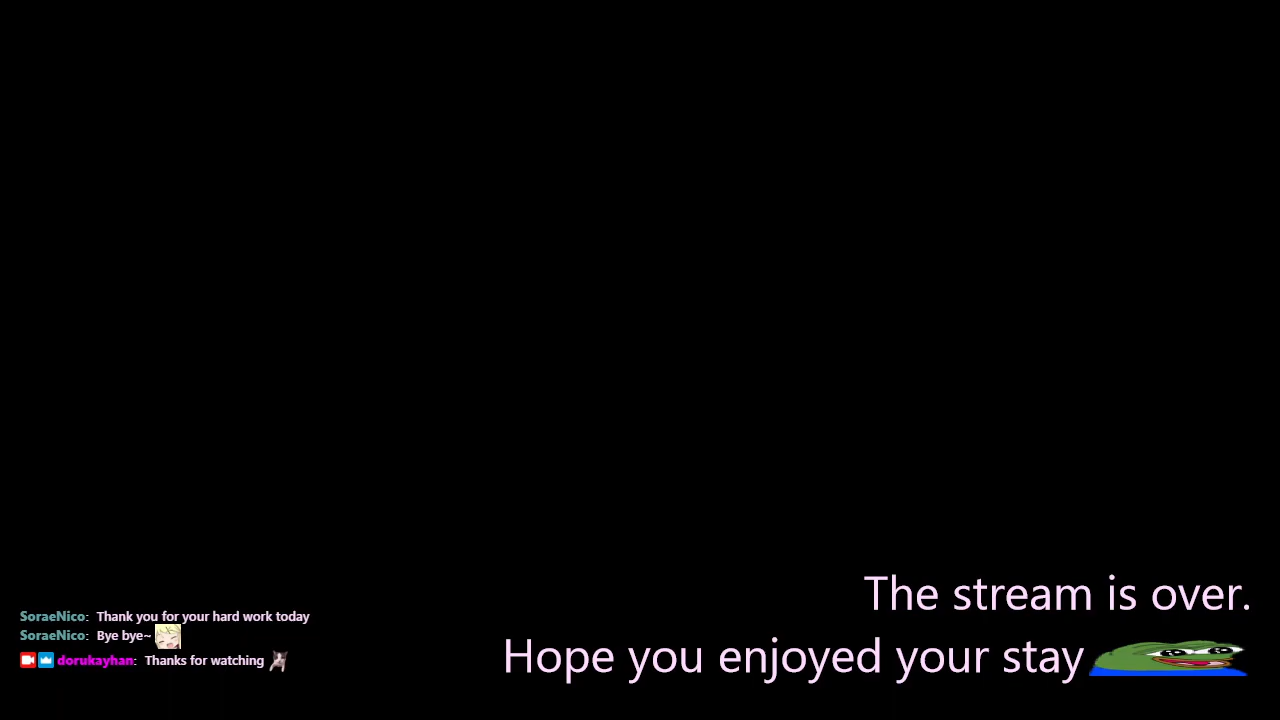 SoraeNico: Thank you for your hard work today
SoraeNico: Bye bye~
dorukayhan: Thanks for watching
The stream is over.
Hope you enjoyed your stay